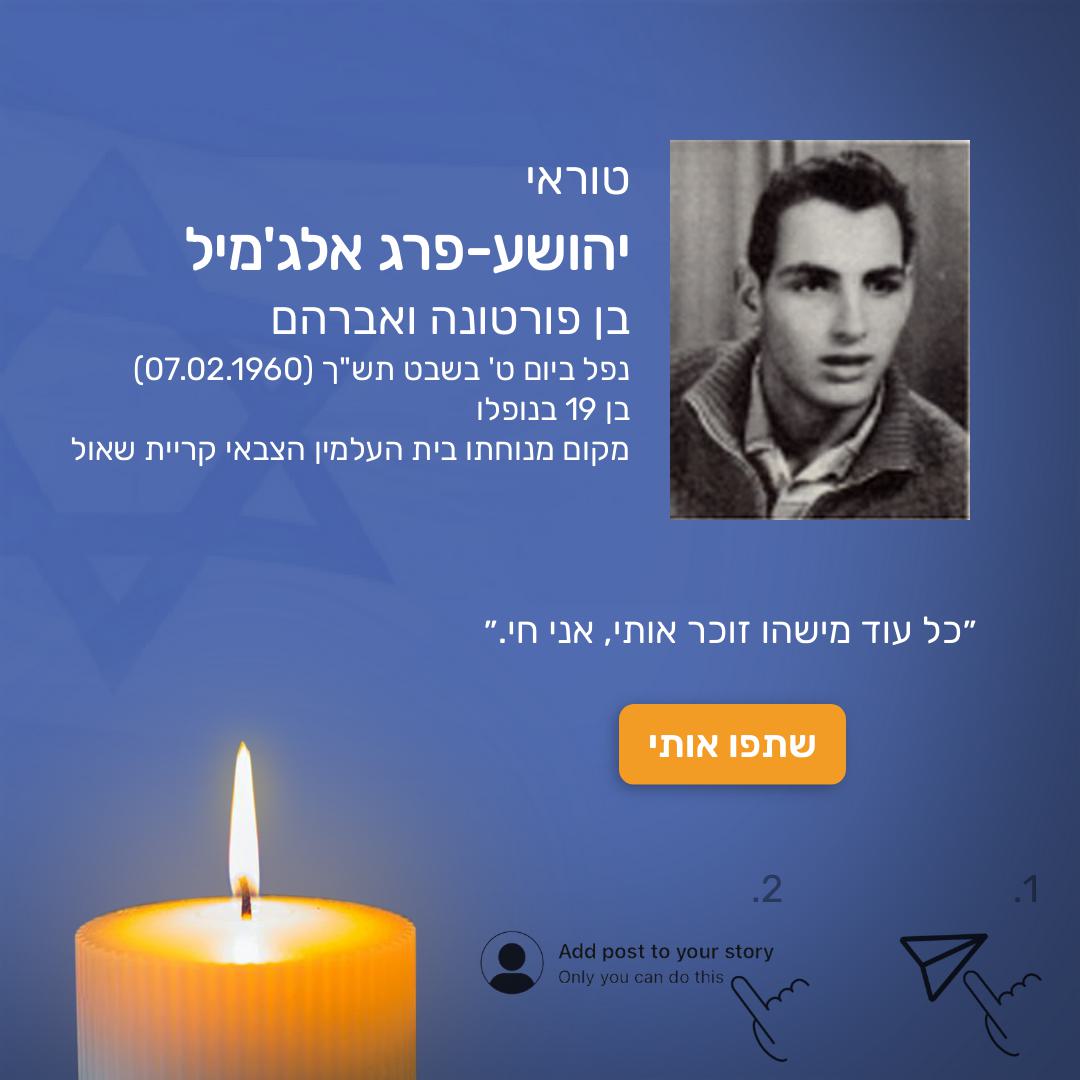 טוראי
יהושע-פרג אלג'מיל
בן פורטונה ואברהם
נפל ביום ט' בשבט תש"ך (07.02.1960)
בן 19 בנופלו
מקום מנוחתו בית העלמין הצבאי קריית שאול
״כל עוד מישהו זוכר אותי, אני חי.״
שתפו אותי
1.
2.
Add post to your story
Only you can do this